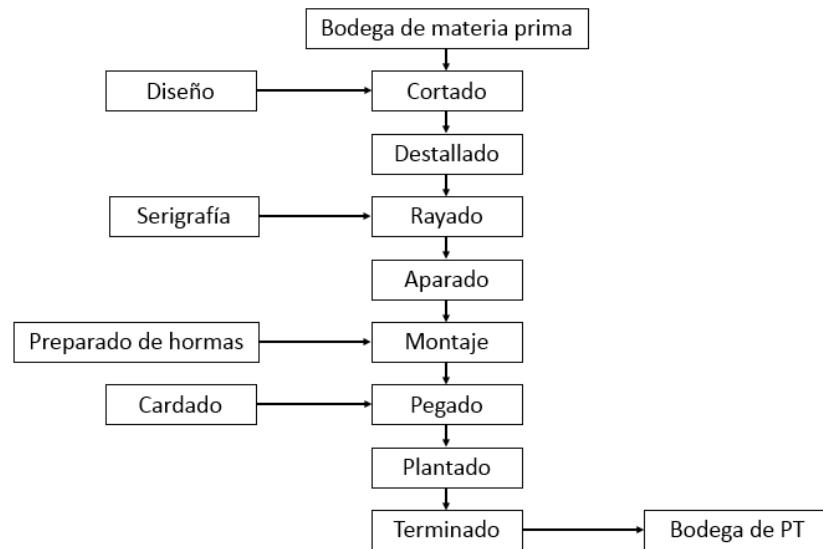 Bodega de materia prima
Diseño
Cortado
Destallado
Serigrafía
Rayado
Aparado
Preparado de hormas
Montaje
Cardado
Pegado
Plantado
Terminado
Bodega de PT